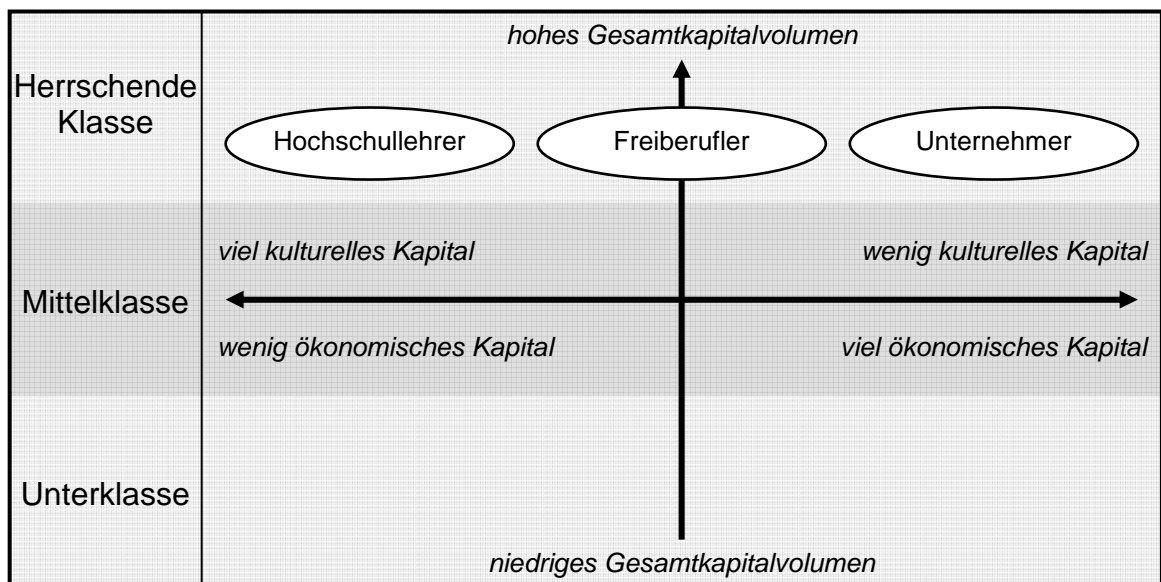 hohes Gesamtkapitalvolumen
Herrschende
Klasse
Hochschullehrer
Freiberufler
Unternehmer
viel kulturelles Kapital
wenig kulturelles Kapital
Mittelklasse
wenig ökonomisches Kapital
viel ökonomisches Kapital
Unterklasse
niedriges Gesamtkapitalvolumen